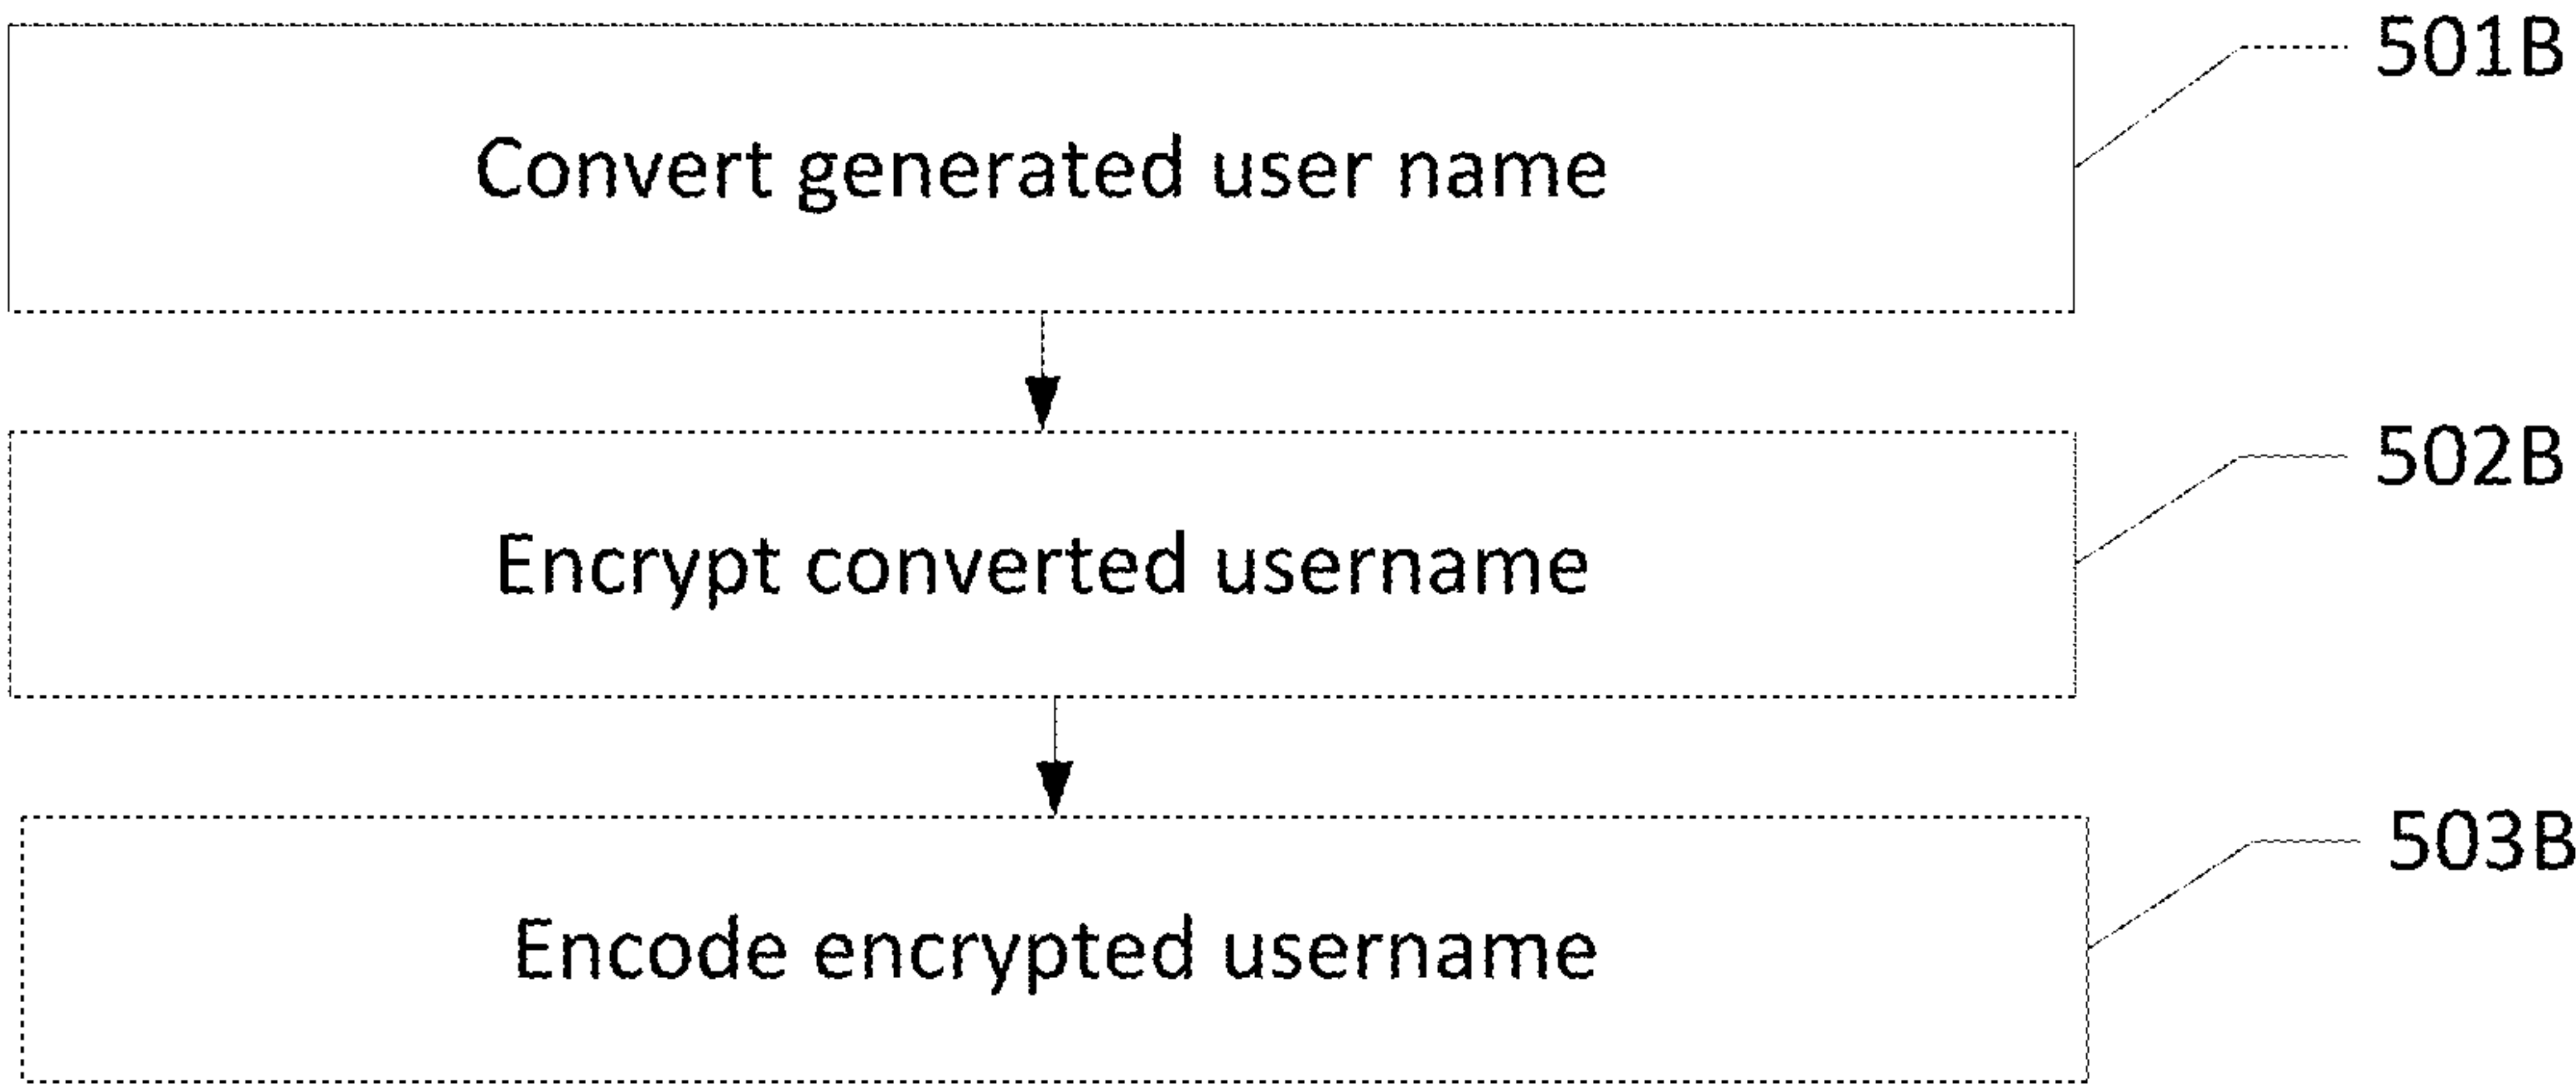 501B
Convert generated user name
502B
Encrypt converted username
503B
Encode encrypted username